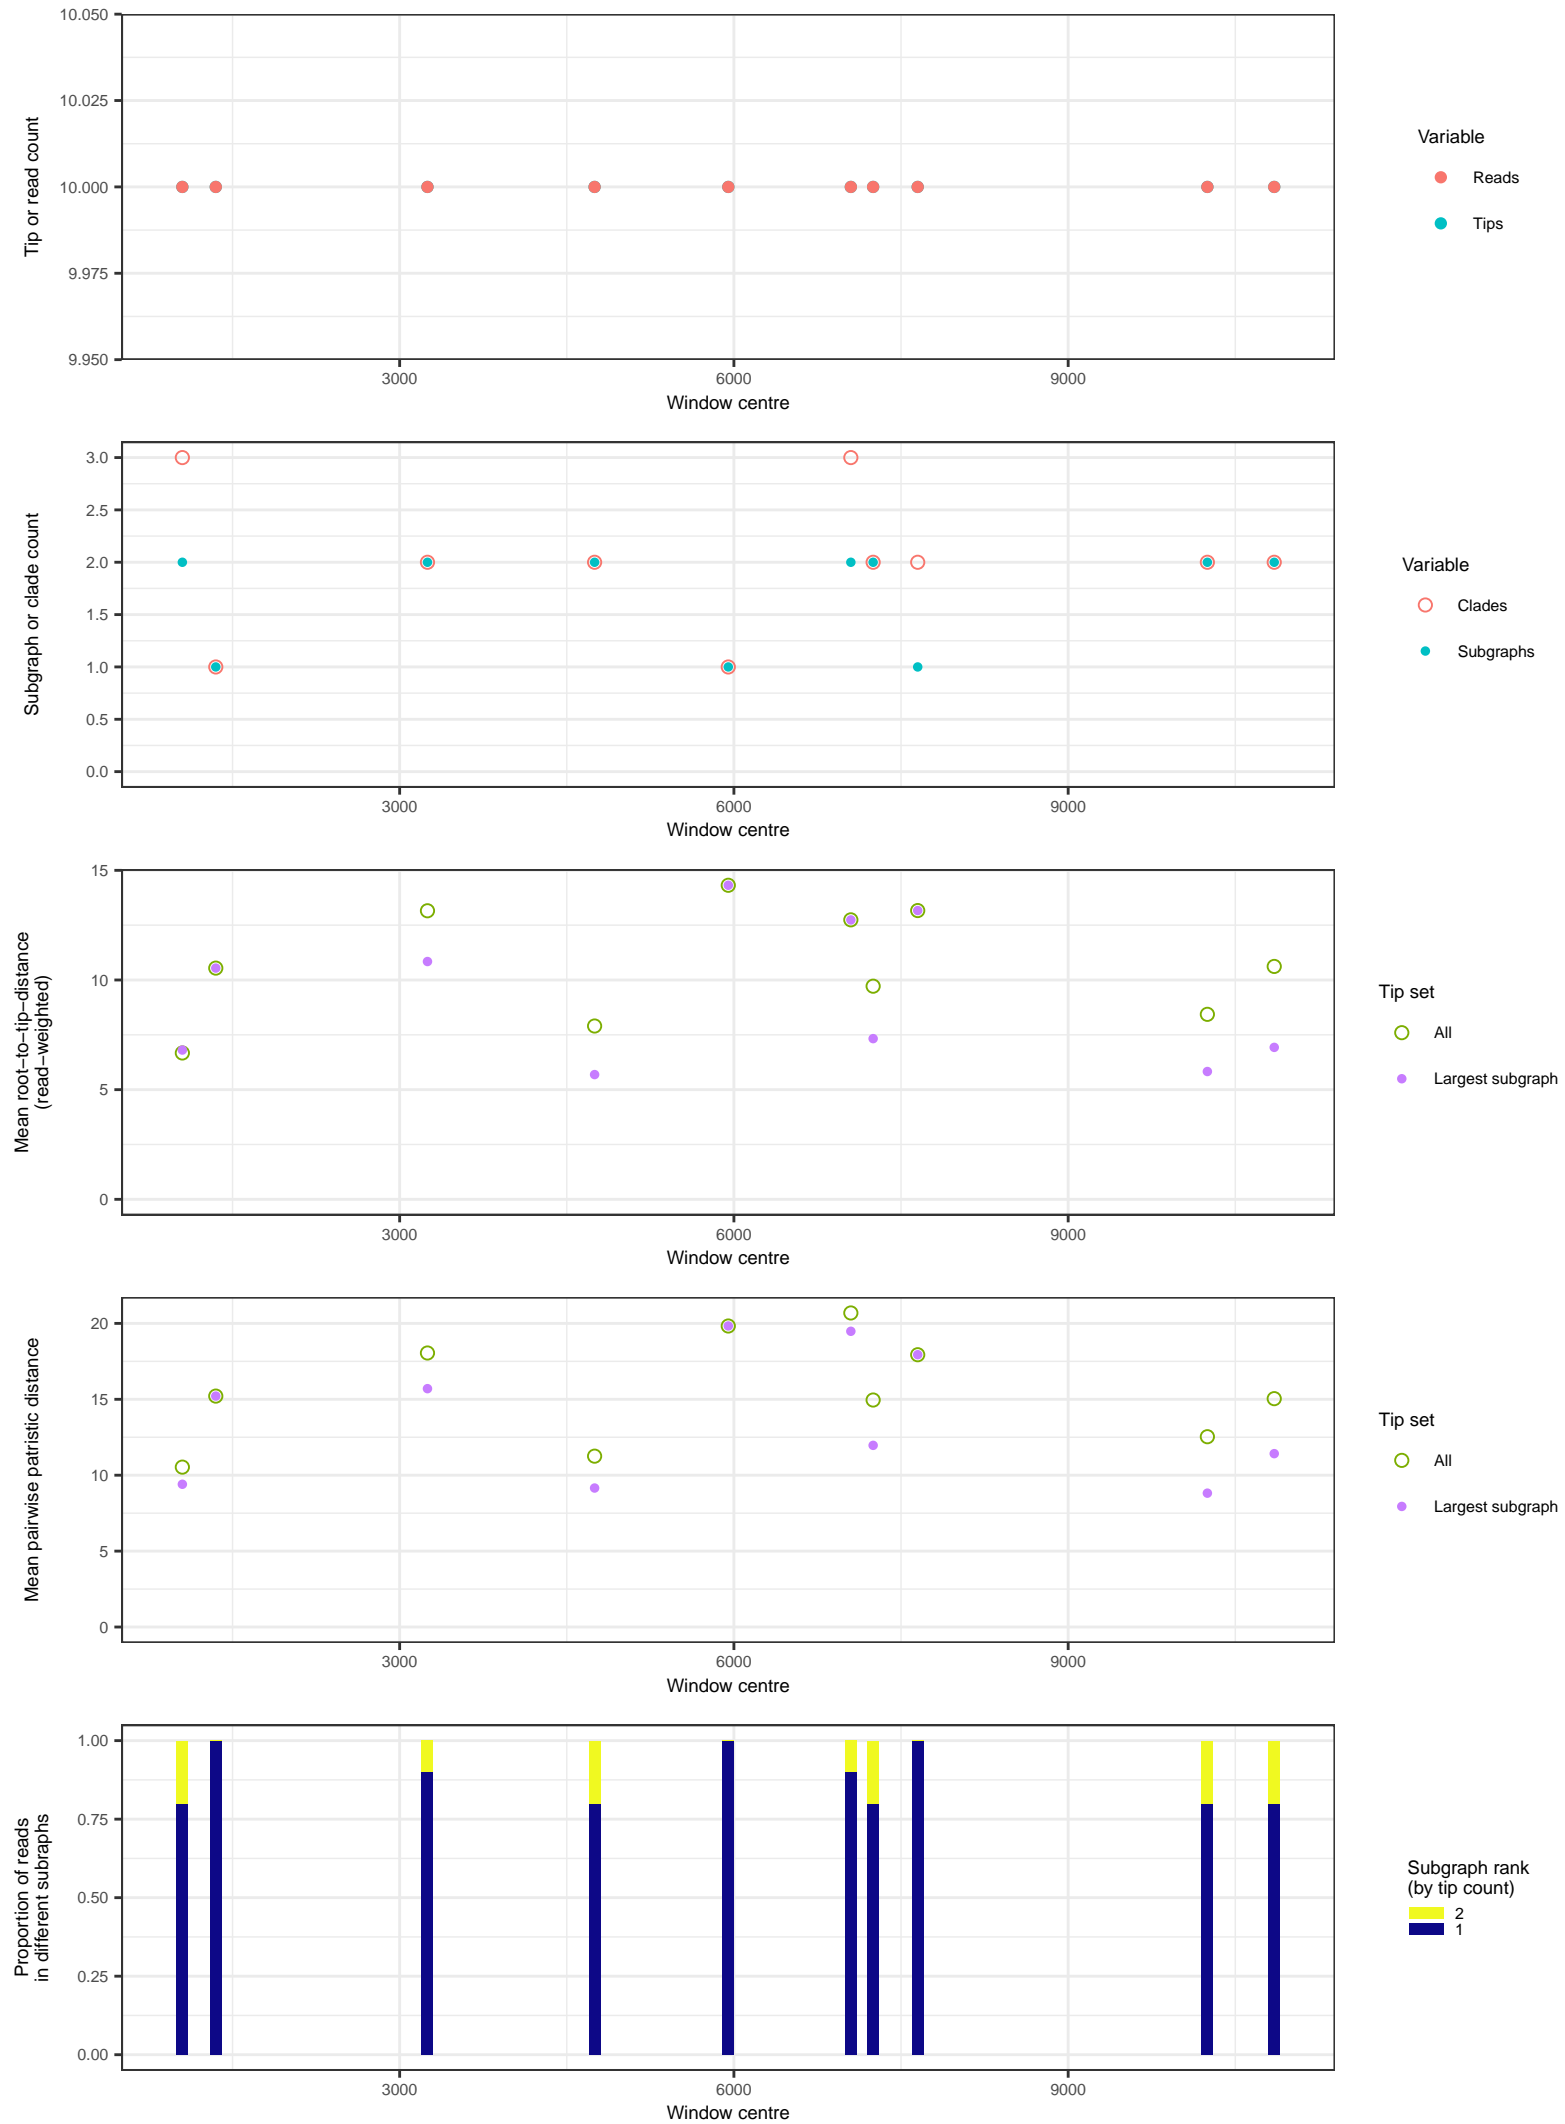 10.050
10.025
10.000
9.975
9.950
Tip or read count
3000 6000 9000
Window centre
Variable
Reads
Tips
3.0
2.5
2.0
1.5
1.0
0.5
0.0
Subgraph or clade count
3000 6000 9000
Window centre
Variable
Clades
Subgraphs
15
10
5
0
Mean root−to−tip−distance
(read−weighted)
3000 6000 9000
Window centre
Tip set
All
Largest subgraph
20
15
10
5
0
Mean pairwise patristic distance
3000 6000 9000
Window centre
Tip set
All
Largest subgraph
1.00
0.75
0.50
0.25
0.00
Proportion of reads
in different subraphs
3000 6000 9000
Window centre
Subgraph rank
(by tip count)
2
1